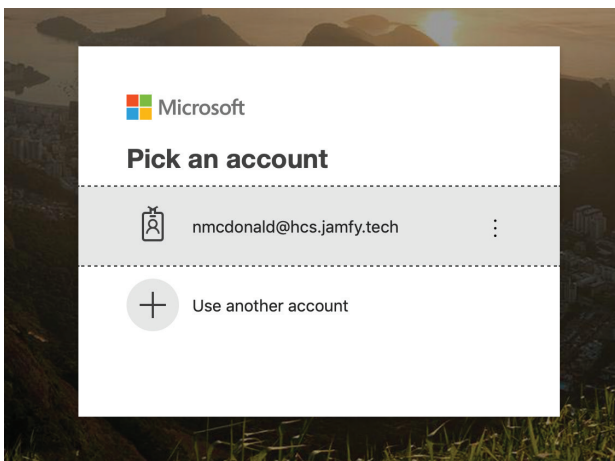 Microsoft
Pick an account
nmcdonald@hcs.jamfy.tech
Use another account